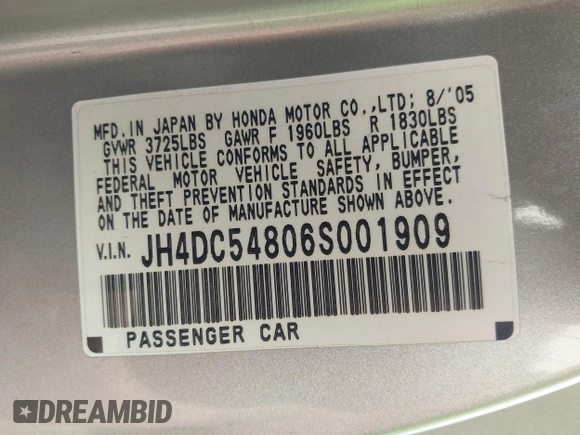 MFD. IN JAPAN BY HONDA MOTOR CO.,LTD; 8/'05
GVWR 3725LBS GAWR F 1960LBS R 1830LBS
THIS VEHICLE CONFORMS TO ALL APPLICABLE
FEDERAL MOTOR VEHICLE SAFETY, BUMPER,
AND THEFT PREVENTION STANDARDS IN EFFECT
ON THE DATE OF MANUFACTURE SHOWN ABOVE.
V.I.N. JH4DC54806S001909
PASSENGER CAR
DREAMBID